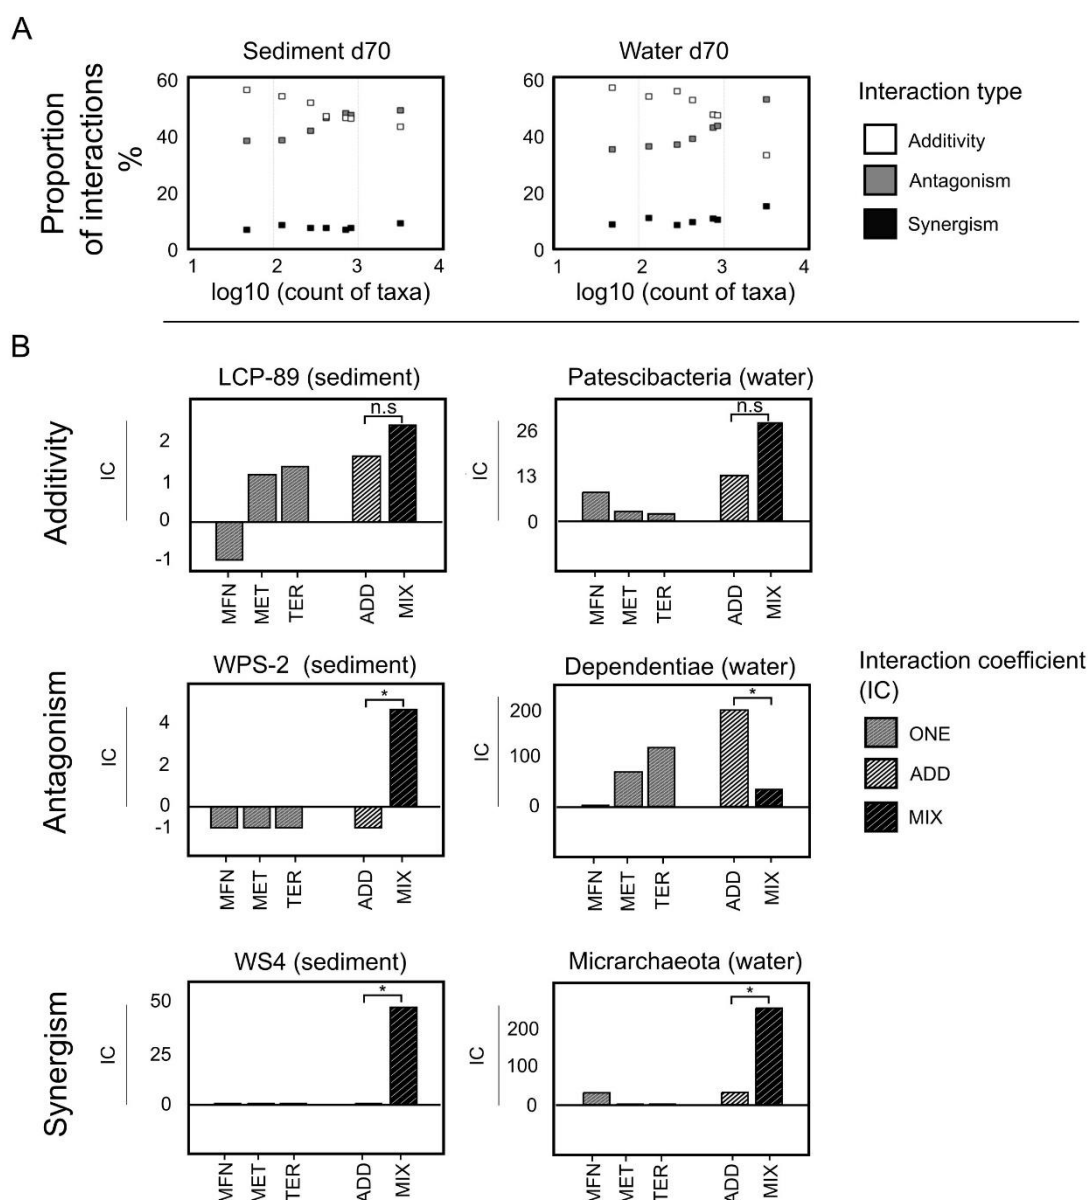 A
Sediment d70
Water d70
Proportion
of interactions
%
60
40
20
0
1 2 3 4
log10 (count of taxa)
60
40
20
0
1 2 3 4
log10 (count of taxa)
Interaction type
Additivity
Antagonism
Synergism
B
Additivity
LCP-89 (sediment)
IC
2
1
0
-1
n.s
MFN MET TER ADD MIX
Patescibacteria (water)
IC
26
13
0
n.s
MFN MET TER ADD MIX
Antagonism
WPS-2 (sediment)
IC
4
2
0
-1
*
MFN MET TER ADD MIX
Dependentiae (water)
IC
200
100
0
*
MFN MET TER ADD MIX
Interaction coefficient
(IC)
ONE
ADD
MIX
Synergism
WS4 (sediment)
IC
50
25
0
*
MFN MET TER ADD MIX
Micrarchaeota (water)
IC
200
100
0
*
MFN MET TER ADD MIX